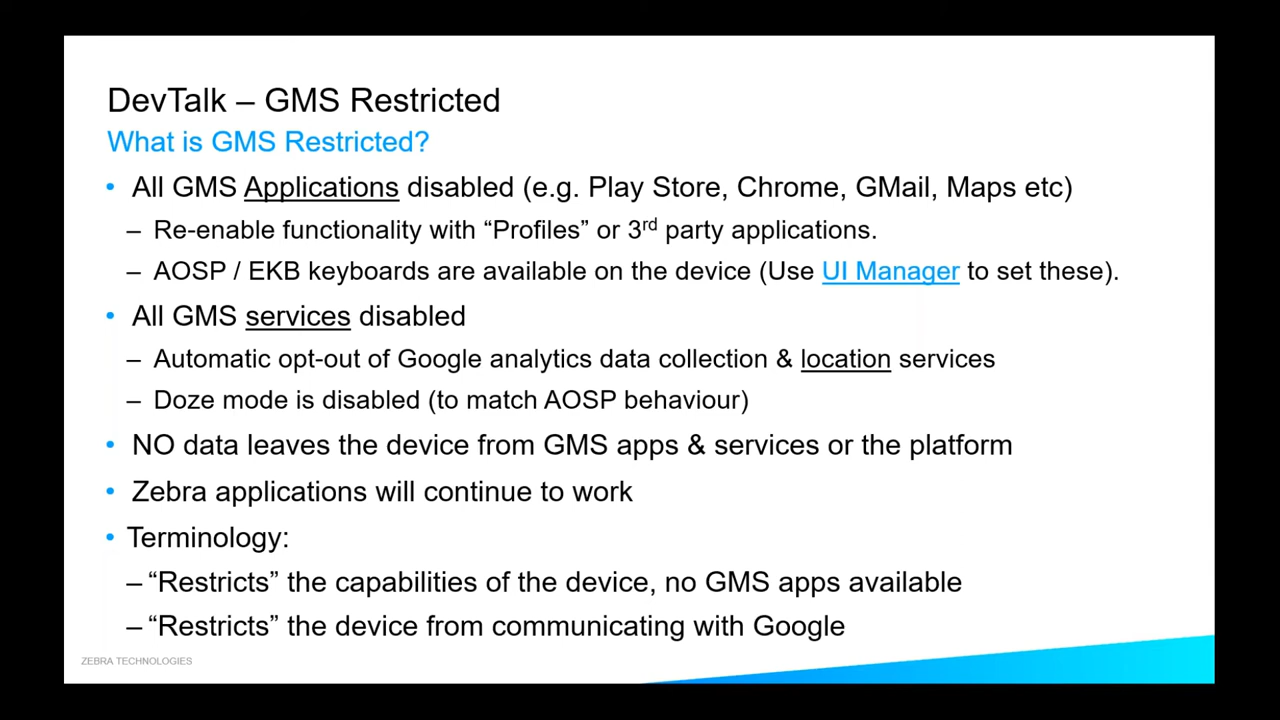 DevTalk – GMS Restricted
What is GMS Restricted?
• All GMS Applications disabled (e.g. Play Store, Chrome, GMail, Maps etc)
– Re-enable functionality with “Profiles” or 3rd party applications.
– AOSP / EKB keyboards are available on the device (Use UI Manager to set these).
• All GMS services disabled
– Automatic opt-out of Google analytics data collection & location services
– Doze mode is disabled (to match AOSP behaviour)
• NO data leaves the device from GMS apps & services or the platform
• Zebra applications will continue to work
• Terminology:
– “Restricts” the capabilities of the device, no GMS apps available
– “Restricts” the device from communicating with Google
ZEBRA TECHNOLOGIES